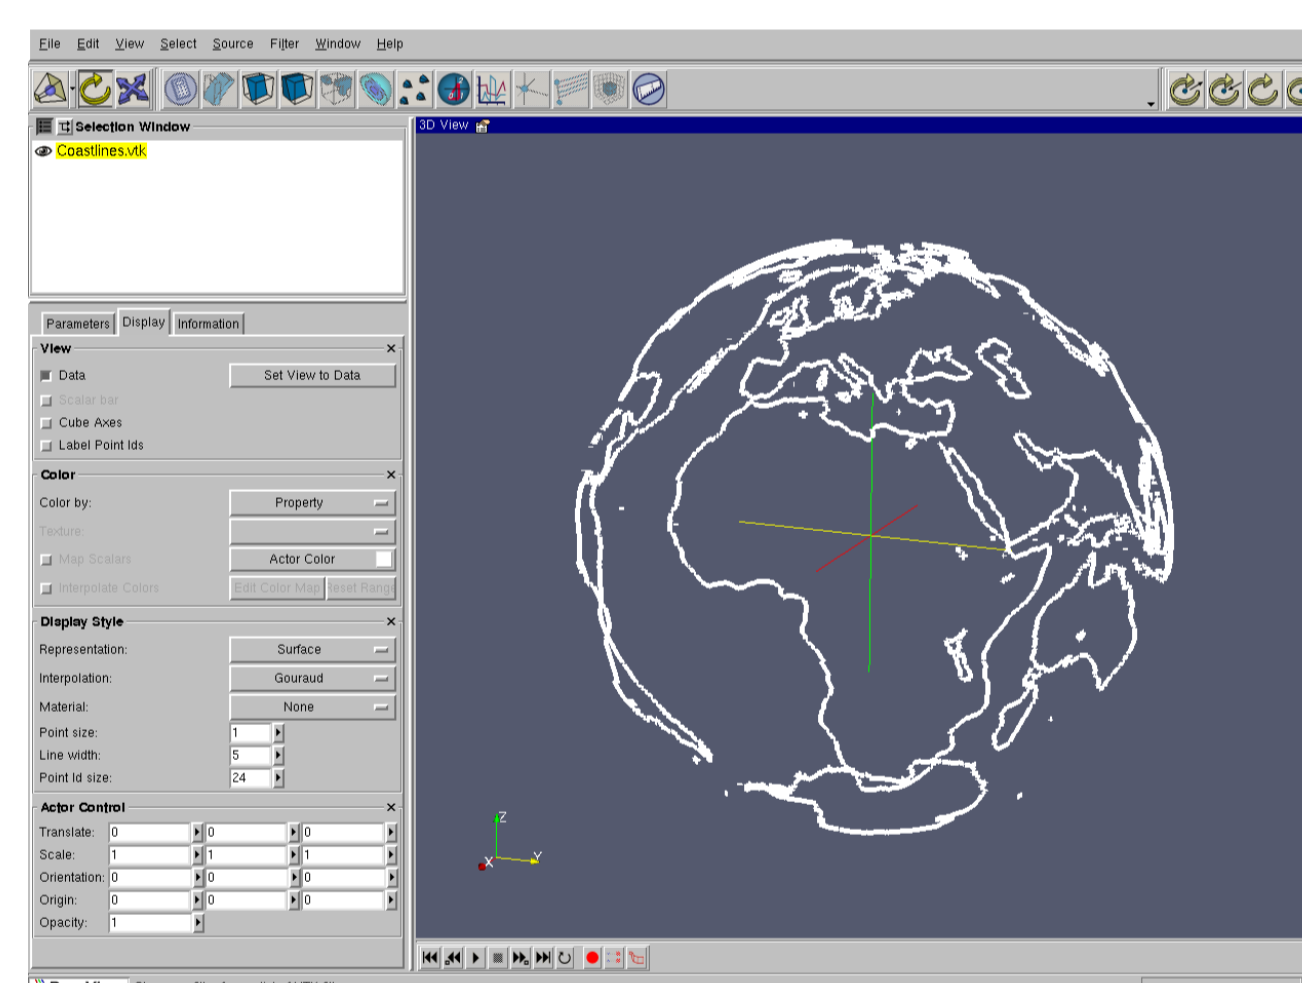 File Edit View Select Source Filter Window Help
Selection Window
3D View
Coastlines.vtk
Parameters Display Information
View
Data Set View to Data
Scalar bar
Cube Axes
Label Point Ids
Color
Color by: Property
Texture:
Map Scalars Actor Color
Interpolate Colors Edit Color Map Reset Range
Display Style
Representation: Surface
Interpolation: Gouraud
Material: None
Point size: 1
Line width: 5
Point Id size: 24
Actor Control
Translate: 0 0 0
Scale: 1 1 1
Orientation: 0 0 0
Origin: 0 0 0
Opacity: 1
Z
X
Y